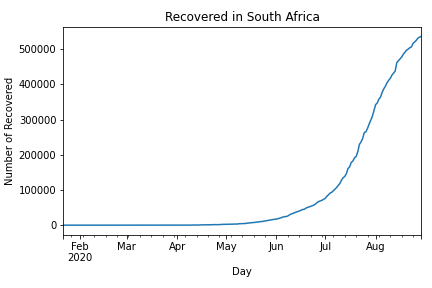 Recovered in South Africa
Number of Recovered
500000
400000
300000
200000
100000
0
Feb Mar Apr May Jun Jul Aug
2020
Day